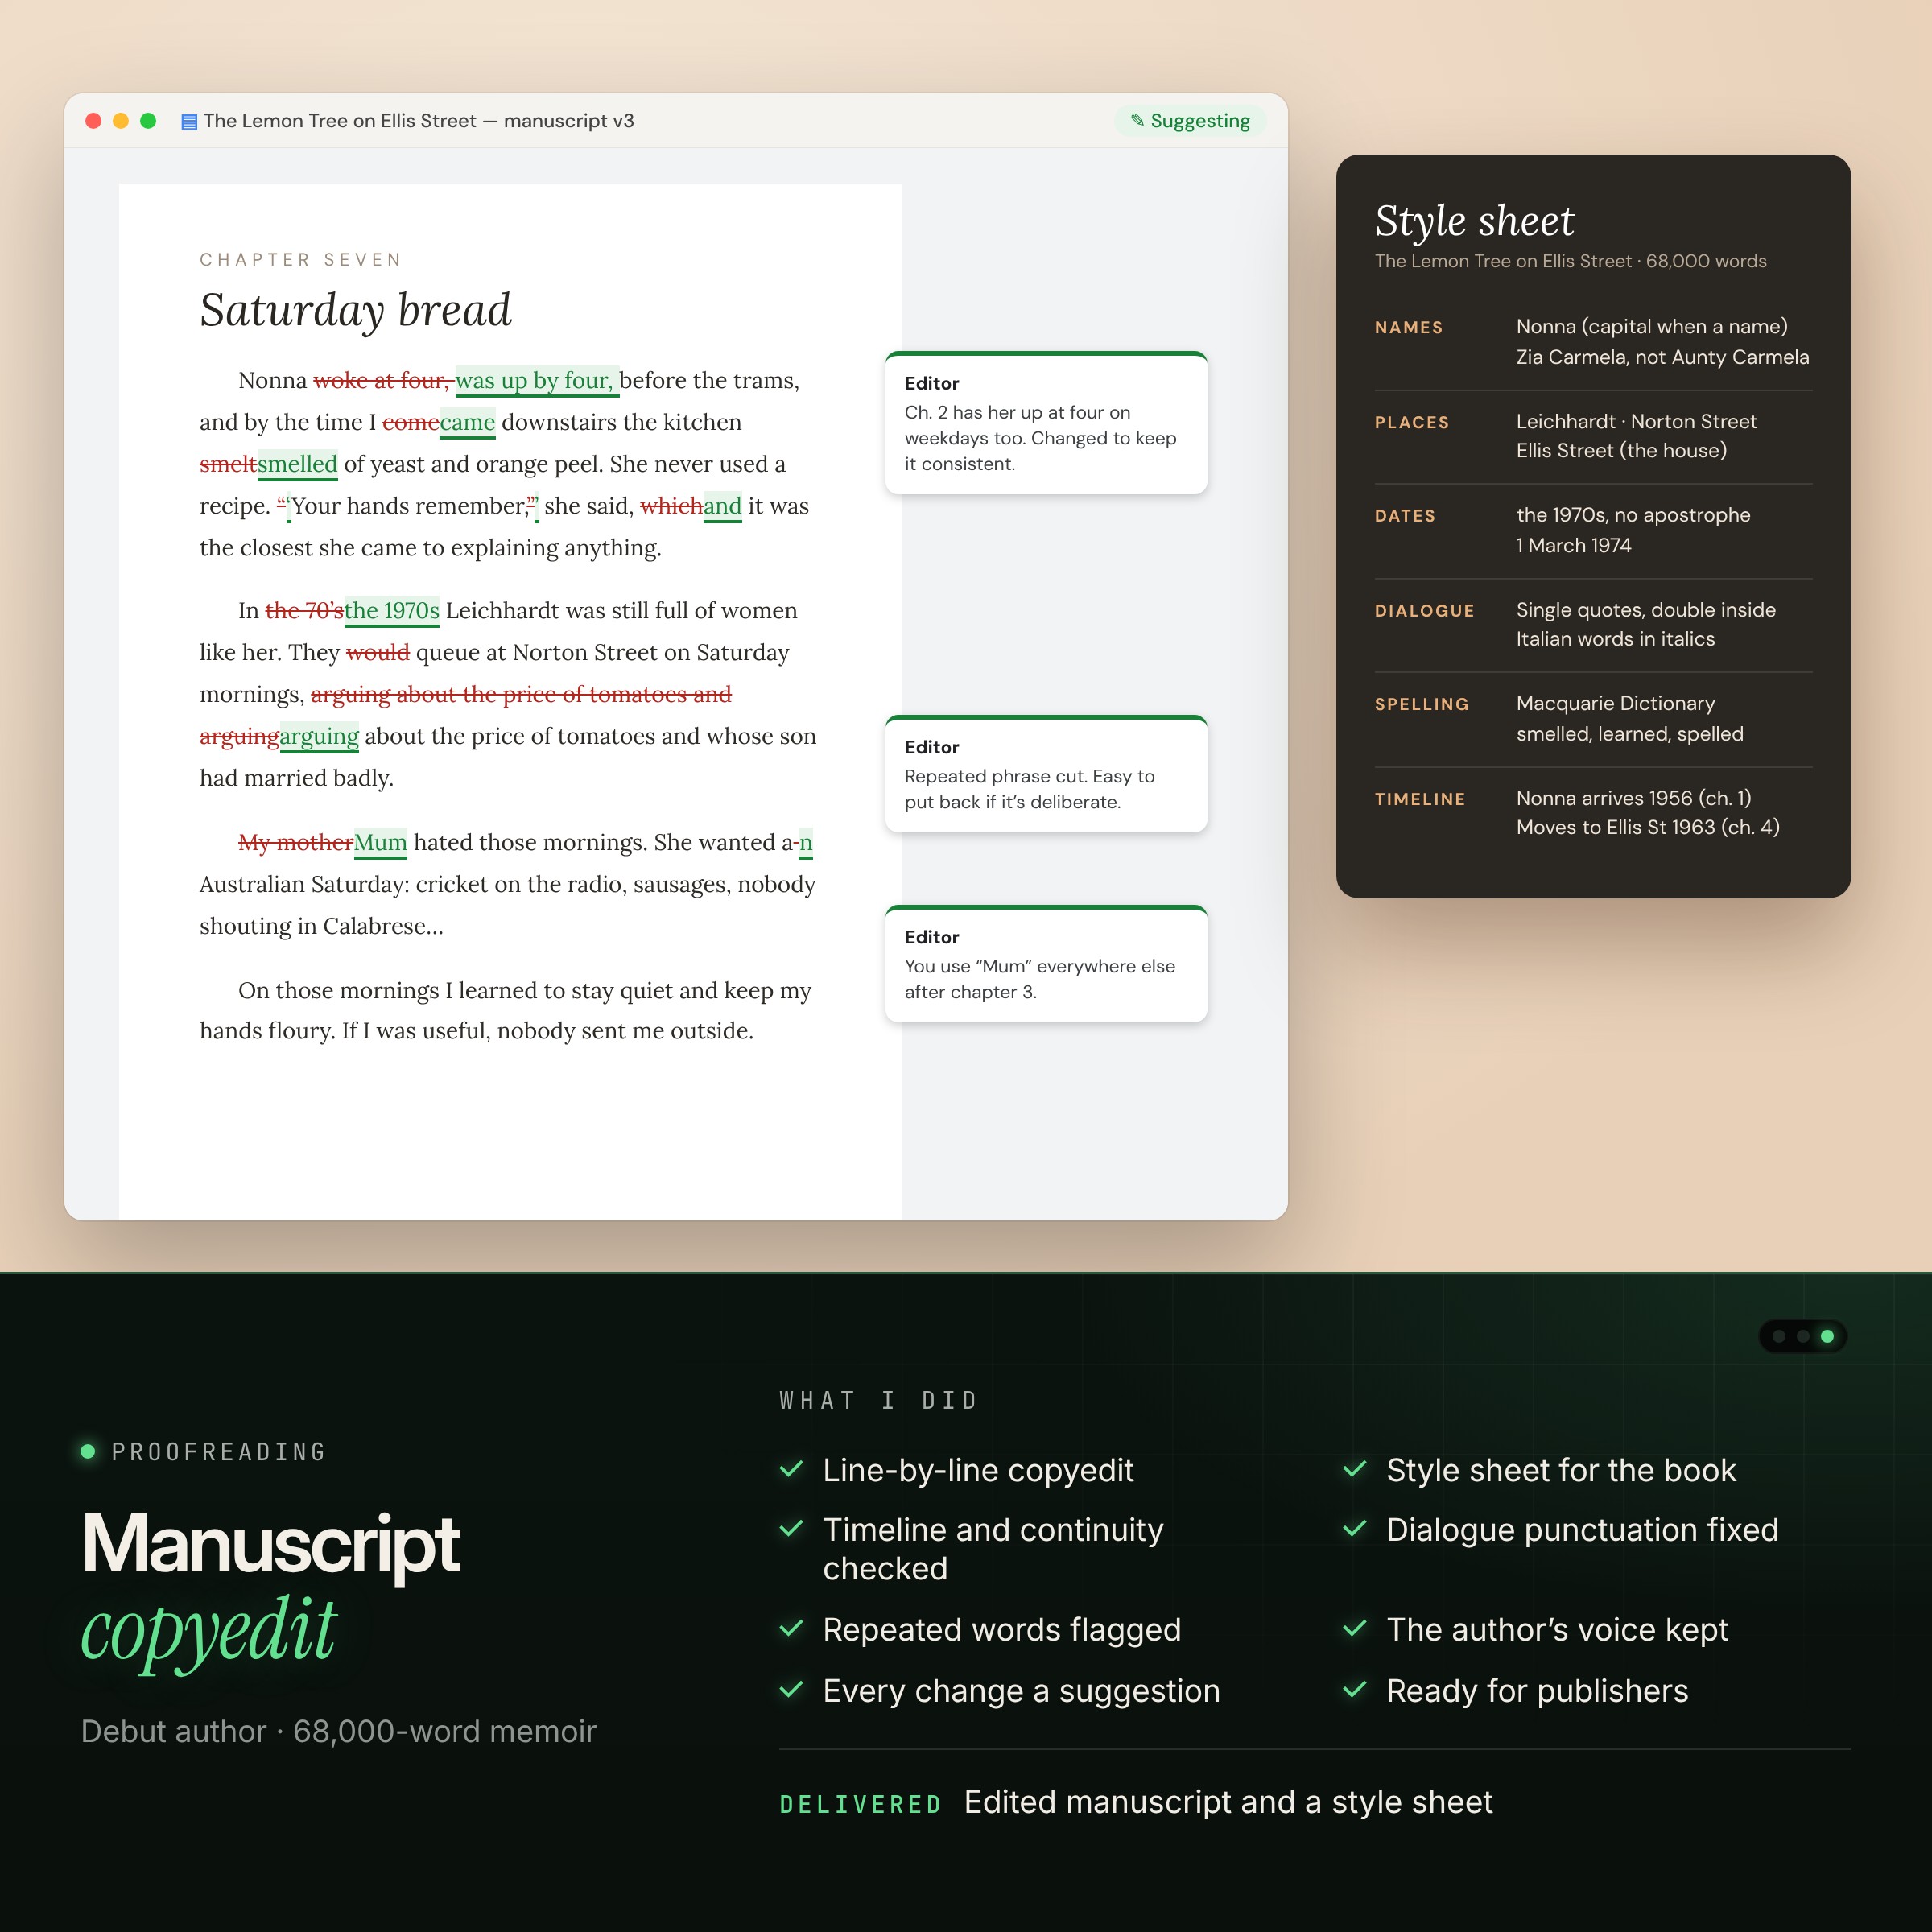 The Lemon Tree on Ellis Street — manuscript v3
✎ Suggesting
CHAPTER SEVEN
Saturday bread
Nonna woke at four, was up by four, before the trams,
and by the time I comecame downstairs the kitchen
smeltsmelled of yeast and orange peel. She never used a
recipe. “‘Your hands remember,”’ she said, whichand it was
the closest she came to explaining anything.
In the 70’sthe 1970s Leichhardt was still full of women
like her. They would queue at Norton Street on Saturday
mornings, arguing about the price of tomatoes and
arguingarguing about the price of tomatoes and whose son
had married badly.
My motherMum hated those mornings. She wanted a n
Australian Saturday: cricket on the radio, sausages, nobody
shouting in Calabrese…
On those mornings I learned to stay quiet and keep my
hands floury. If I was useful, nobody sent me outside.
Editor
Ch. 2 has her up at four on
weekdays too. Changed to keep
it consistent.
Editor
Repeated phrase cut. Easy to
put back if it’s deliberate.
Editor
You use “Mum” everywhere else
after chapter 3.
Style sheet
The Lemon Tree on Ellis Street · 68,000 words
NAMES
Nonna (capital when a name)
Zia Carmela, not Aunty Carmela
PLACES
Leichhardt · Norton Street
Ellis Street (the house)
DATES
the 1970s, no apostrophe
1 March 1974
DIALOGUE
Single quotes, double inside
Italian words in italics
SPELLING
Macquarie Dictionary
smelled, learned, spelled
TIMELINE
Nonna arrives 1956 (ch. 1)
Moves to Ellis St 1963 (ch. 4)
PROOFREADING
Manuscript
copyedit
Debut author · 68,000-word memoir
WHAT I DID
Line-by-line copyedit
Style sheet for the book
Timeline and continuity
checked
Dialogue punctuation fixed
Repeated words flagged
The author’s voice kept
Every change a suggestion
Ready for publishers
DELIVERED Edited manuscript and a style sheet